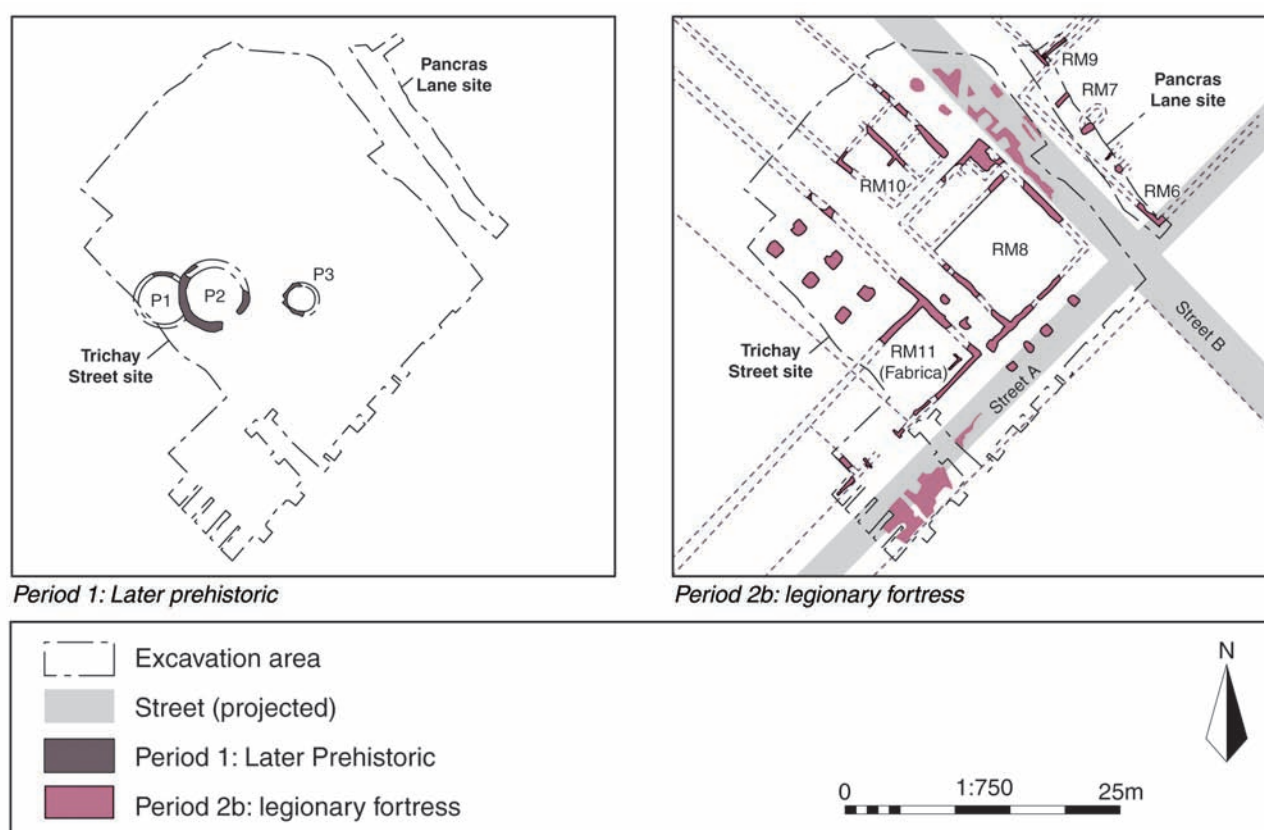 Pancras
Lane site
P1
P2
P3
Trichay
Street site
Period 1: Later prehistoric
RM9
RM7
Pancras
Lane site
RM10
RM6
RM8
Street B
Trichay
Street site
RM11
(Fabrica)
Street A
Period 2b: legionary fortress
Excavation area
Street (projected)
Period 1: Later Prehistoric
Period 2b: legionary fortress
N
0 1:750 25m